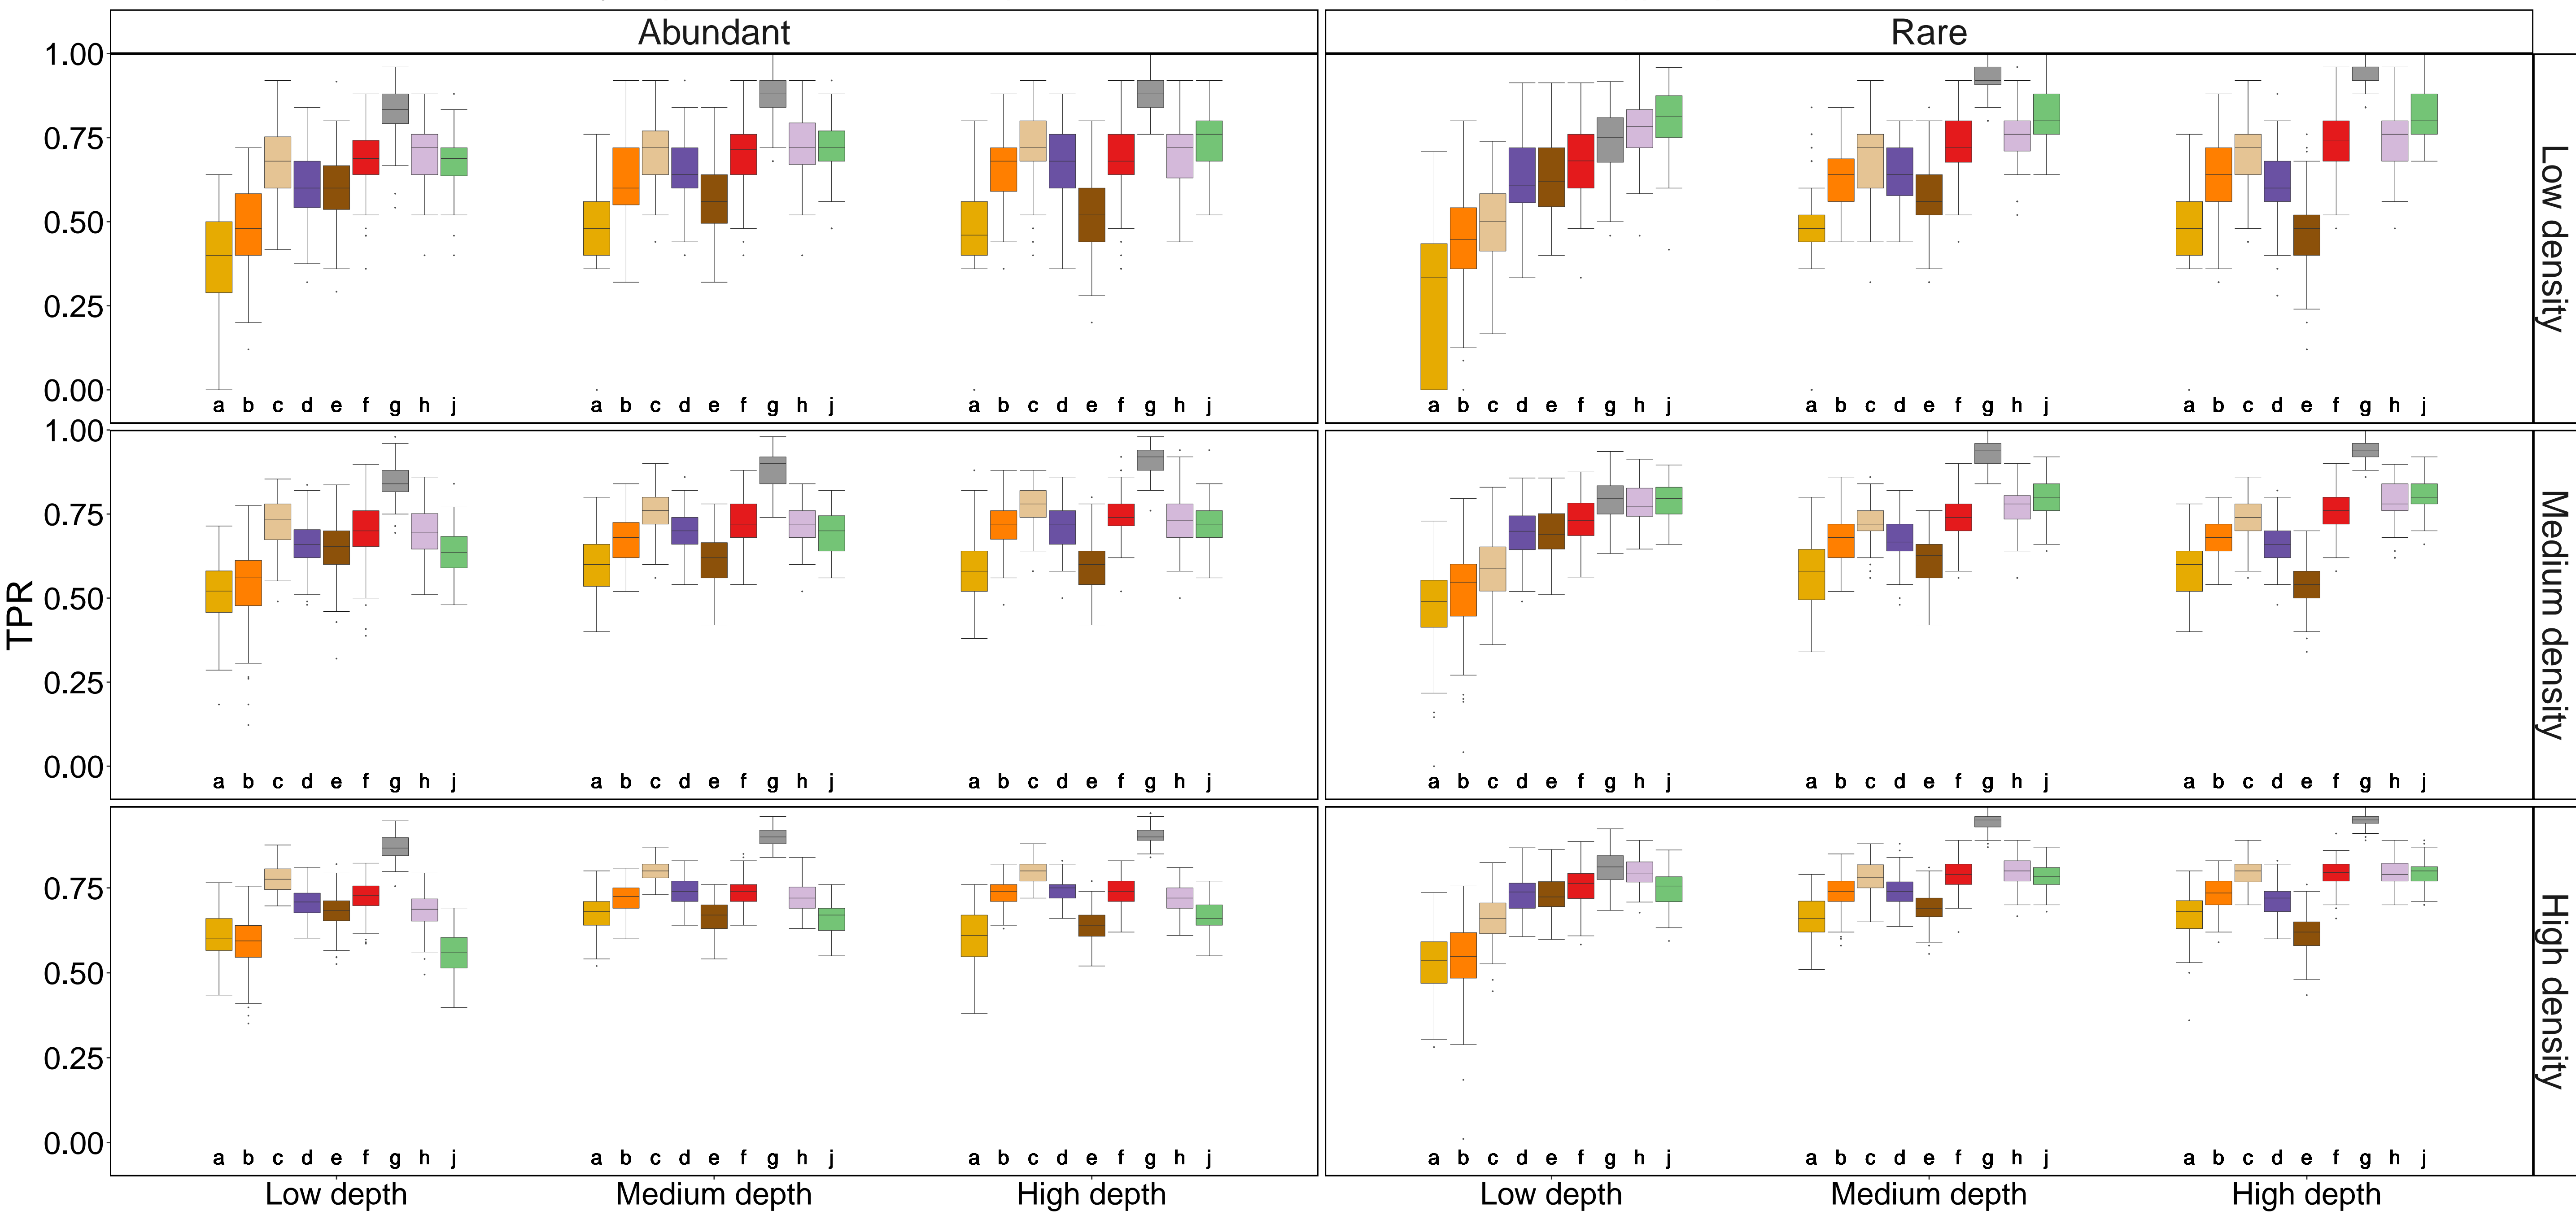 Abundant
Rare
1.00
0.75
0.50
0.25
0.00
a b c d e f g h j a b c d e f g h j a b c d e f g h j
a b c d e f g h j a b c d e f g h j a b c d e f g h j
Low density
1.00
0.75
0.50
0.25
0.00
a b c d e f g h j a b c d e f g h j a b c d e f g h j
a b c d e f g h j a b c d e f g h j a b c d e f g h j
Medium density
TPR
0.75
0.50
0.25
0.00
a b c d e f g h j a b c d e f g h j a b c d e f g h j
a b c d e f g h j a b c d e f g h j a b c d e f g h j
High density
Low depth Medium depth High depth
Low depth Medium depth High depth